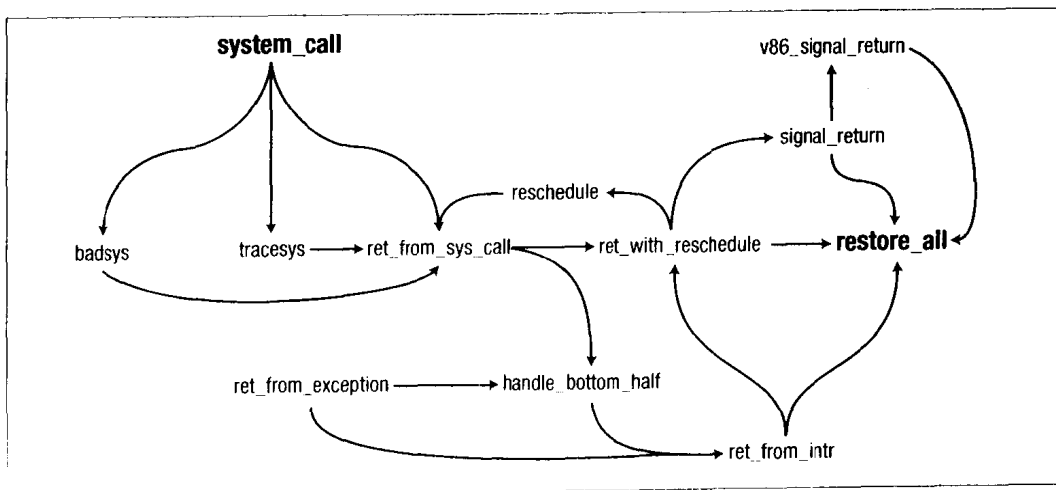 system_call
v86_signal_return
signal_return
reschedule
badsys
tracesys
ret_from_sys_call
ret_with_reschedule
restore_all
ret_from_exception
handle_bottom_half
ret_from_intr